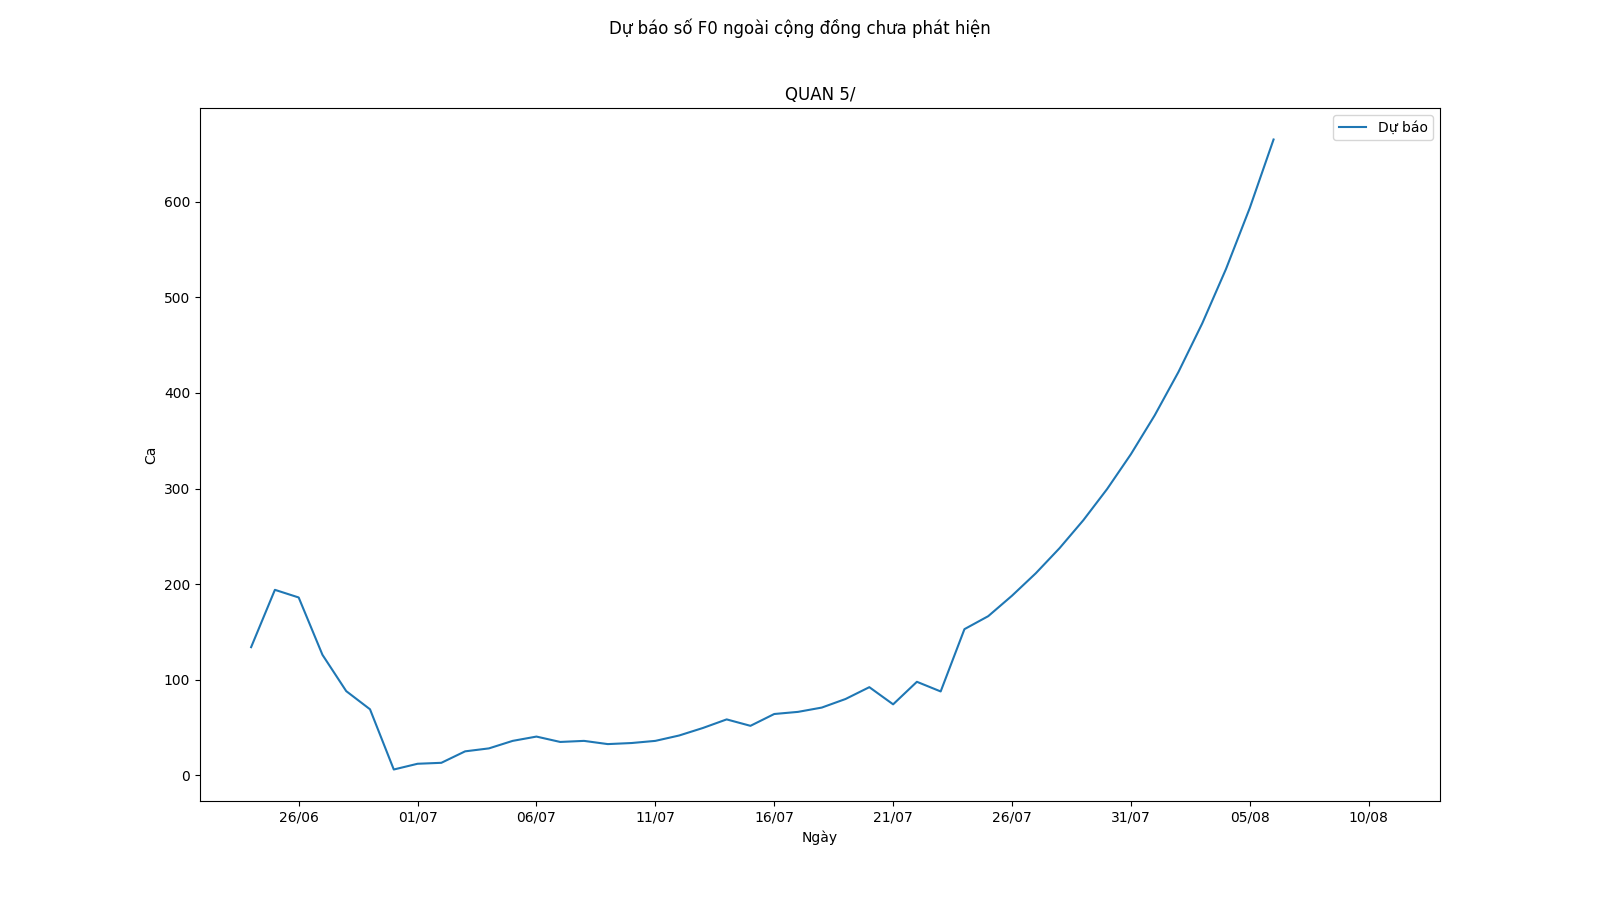 Dự báo số F0 ngoài cộng đồng chưa phát hiện
QUAN 5/
Dự báo
600
500
400
300
200
100
0
Ca
26/06 01/07 06/07 11/07 16/07 21/07 26/07 31/07 05/08 10/08
Ngày